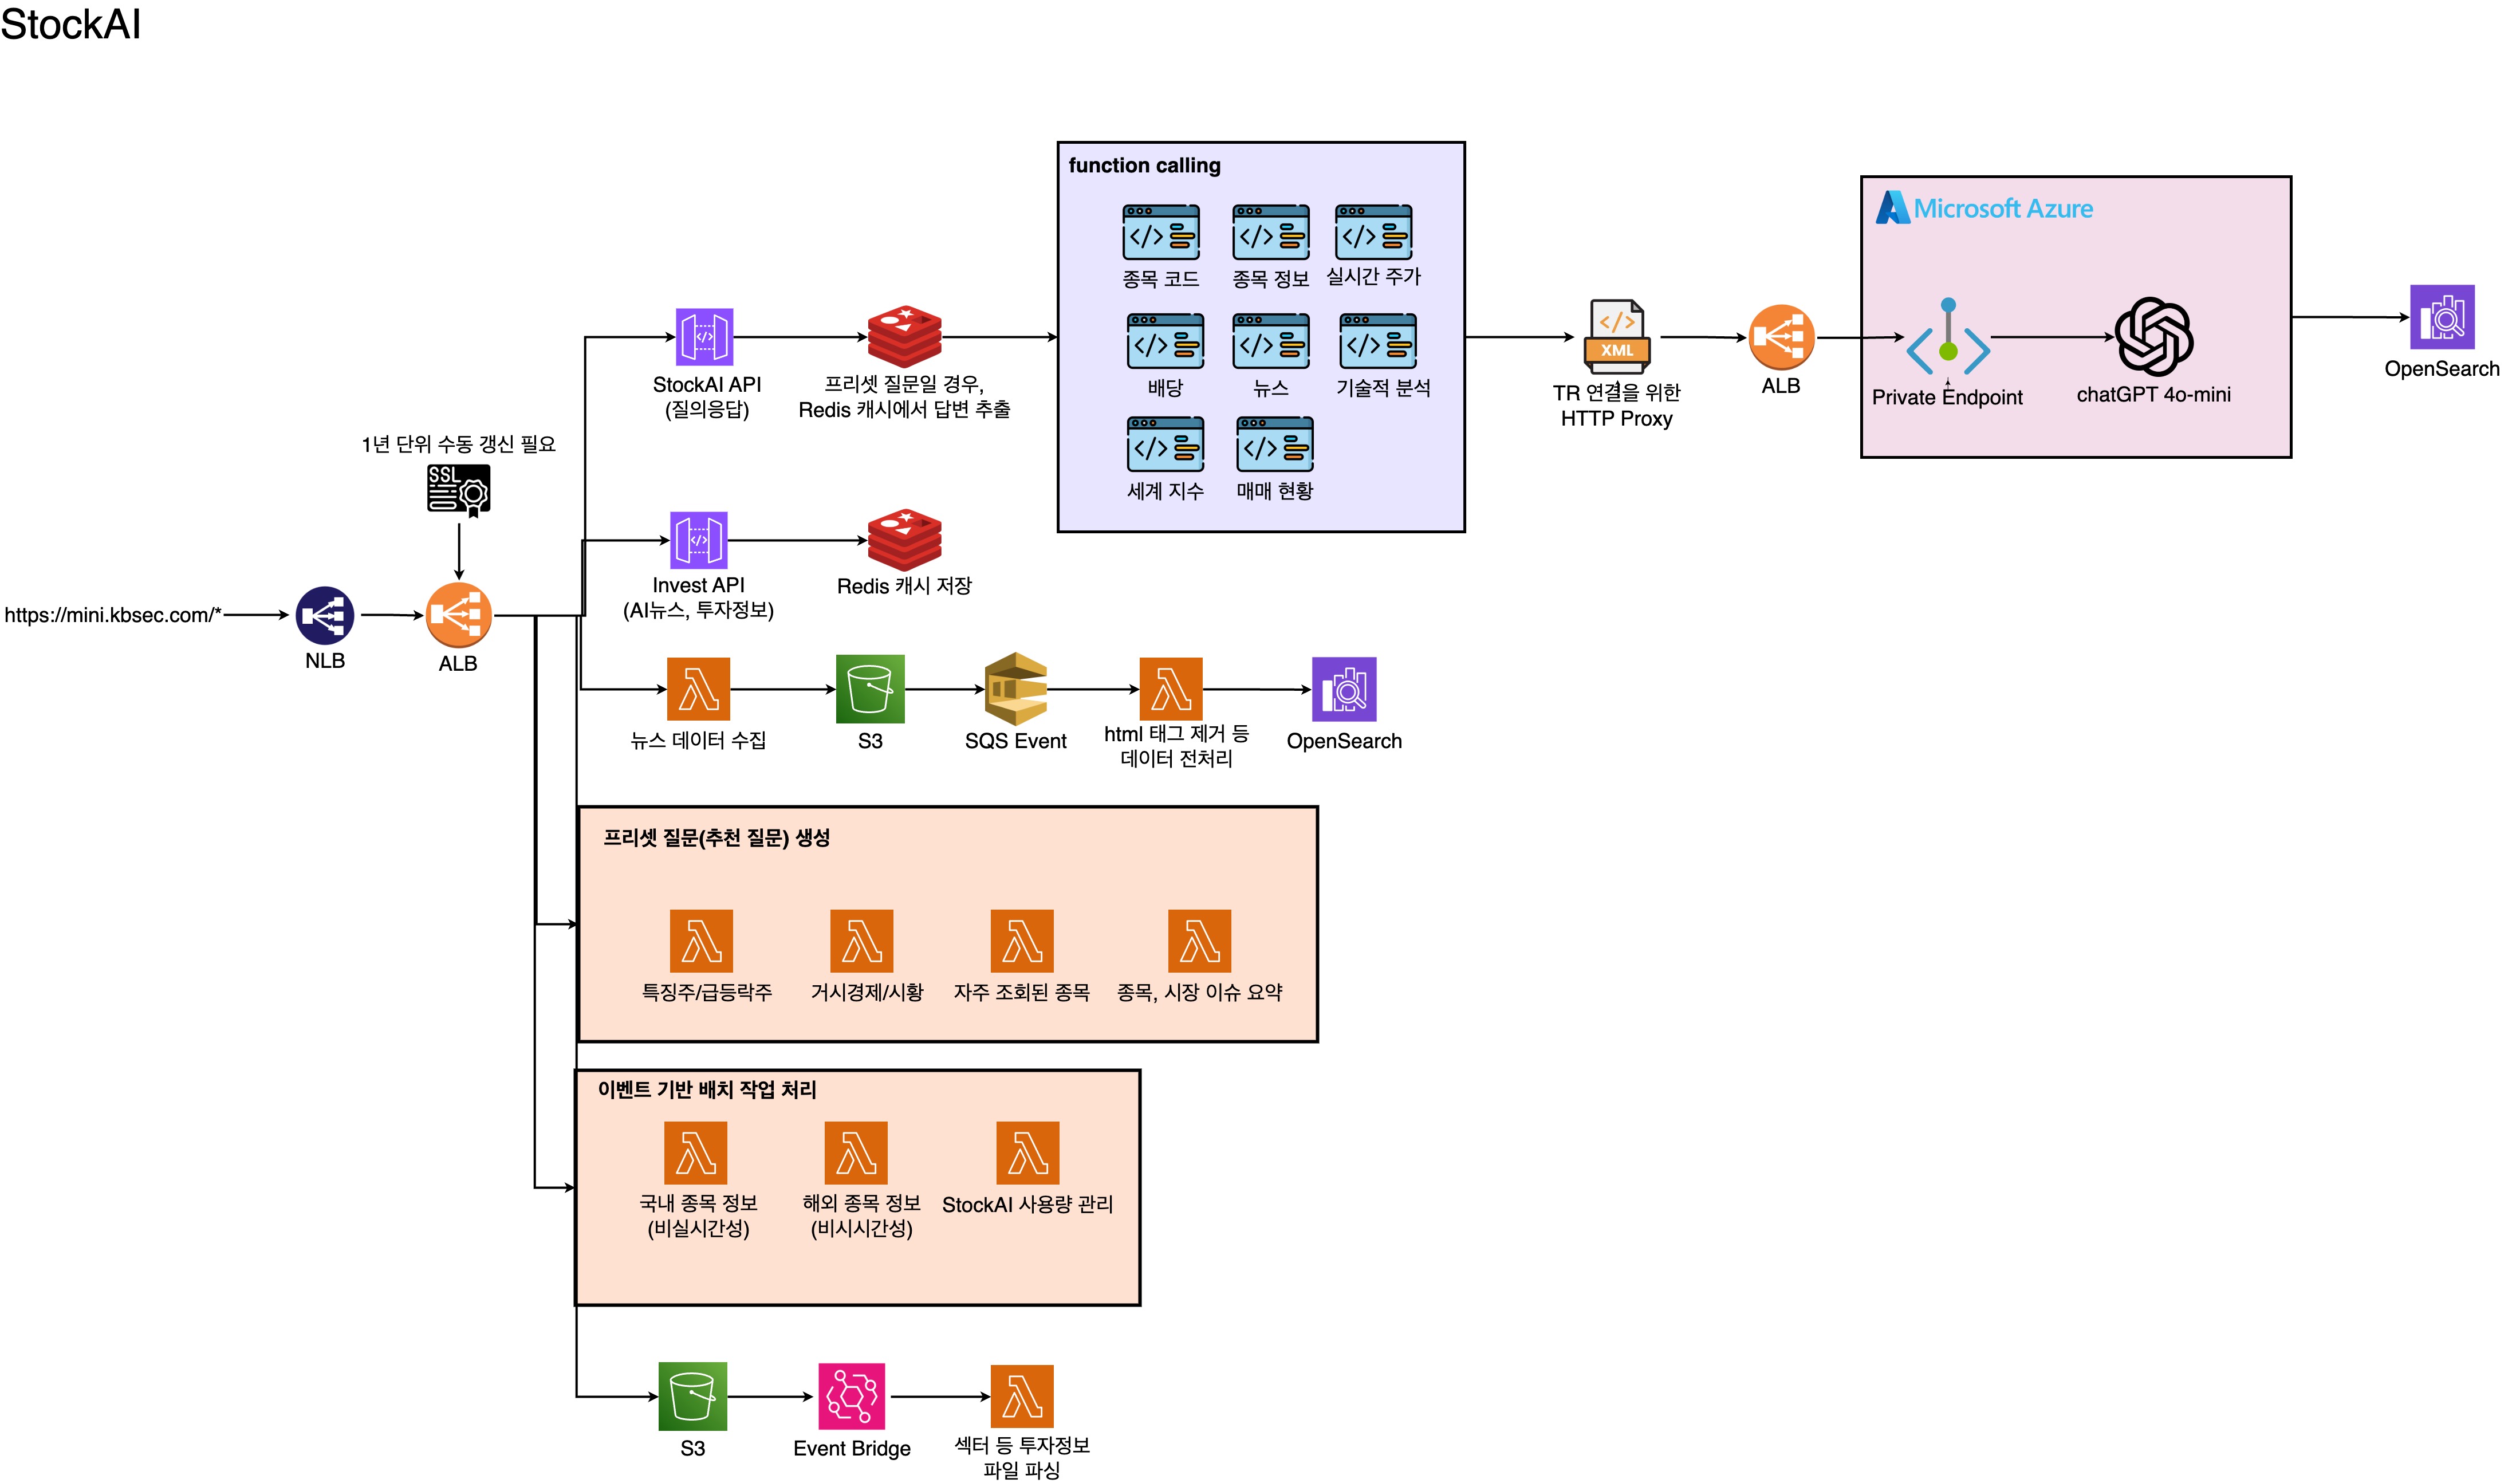 StockAI
function calling
종목 코드
종목 정보
실시간 주가
배당
뉴스
기술적 분석
세계 지수
매매 현황
Microsoft Azure
Private Endpoint
chatGPT 4o-mini
OpenSearch
XML
TR 연결을 위한
HTTP Proxy
ALB
StockAI API
(질의응답)
프리셋 질문일 경우,
Redis 캐시에서 답변 추출
1년 단위 수동 갱신 필요
SSL
https://mini.kbsec.com/*
NLB
ALB
Invest API
(AI뉴스, 투자정보)
Redis 캐시 저장
뉴스 데이터 수집
S3
SQS Event
html 태그 제거 등
데이터 전처리
OpenSearch
프리셋 질문(추천 질문) 생성
특징주/급등락주
거시경제/시황
자주 조회된 종목
종목, 시장 이슈 요약
이벤트 기반 배치 작업 처리
국내 종목 정보
(비실시간성)
해외 종목 정보
(비시시간성)
StockAI 사용량 관리
S3
Event Bridge
섹터 등 투자정보
파일 파싱